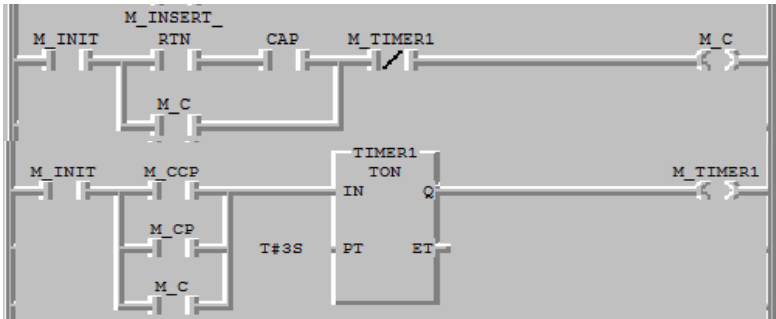 M_INSERT_
M_INIT RTN CAP M_TIMER1 M_C
M_C
TIMER1
M_INIT M_CCP TON M_TIMER1
IN Q
M_CP
T#3S PT ET
M_C